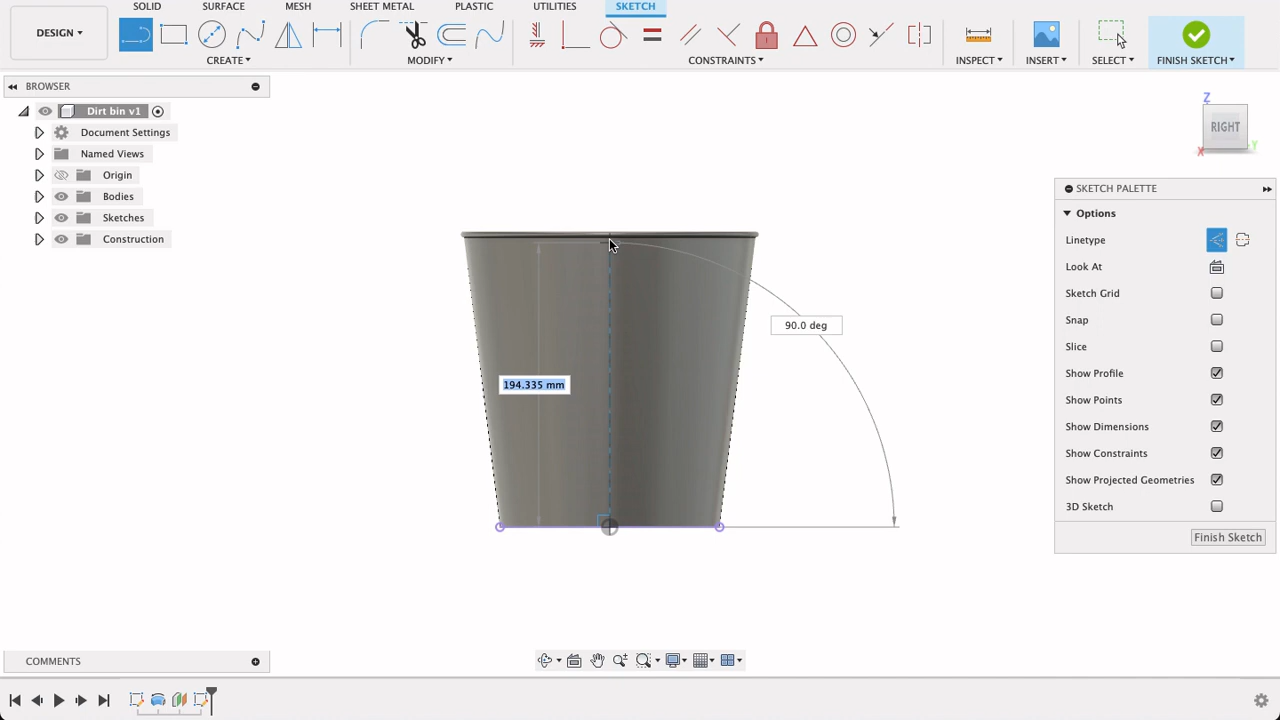 SOLID SURFACE MESH SHEET METAL PLASTIC UTILITIES SKETCH
DESIGN
CREATE MODIFY CONSTRAINTS INSPECT INSERT SELECT FINISH SKETCH
BROWSER
Dirt bin v1
Document Settings
Named Views
Origin
Bodies
Sketches
Construction
Z
RIGHT
X
Y
SKETCH PALETTE
Options
Linetype
Look At
Sketch Grid
Snap
Slice
Show Profile
Show Points
Show Dimensions
Show Constraints
Show Projected Geometries
3D Sketch
Finish Sketch
90.0 deg
194.335 mm
COMMENTS